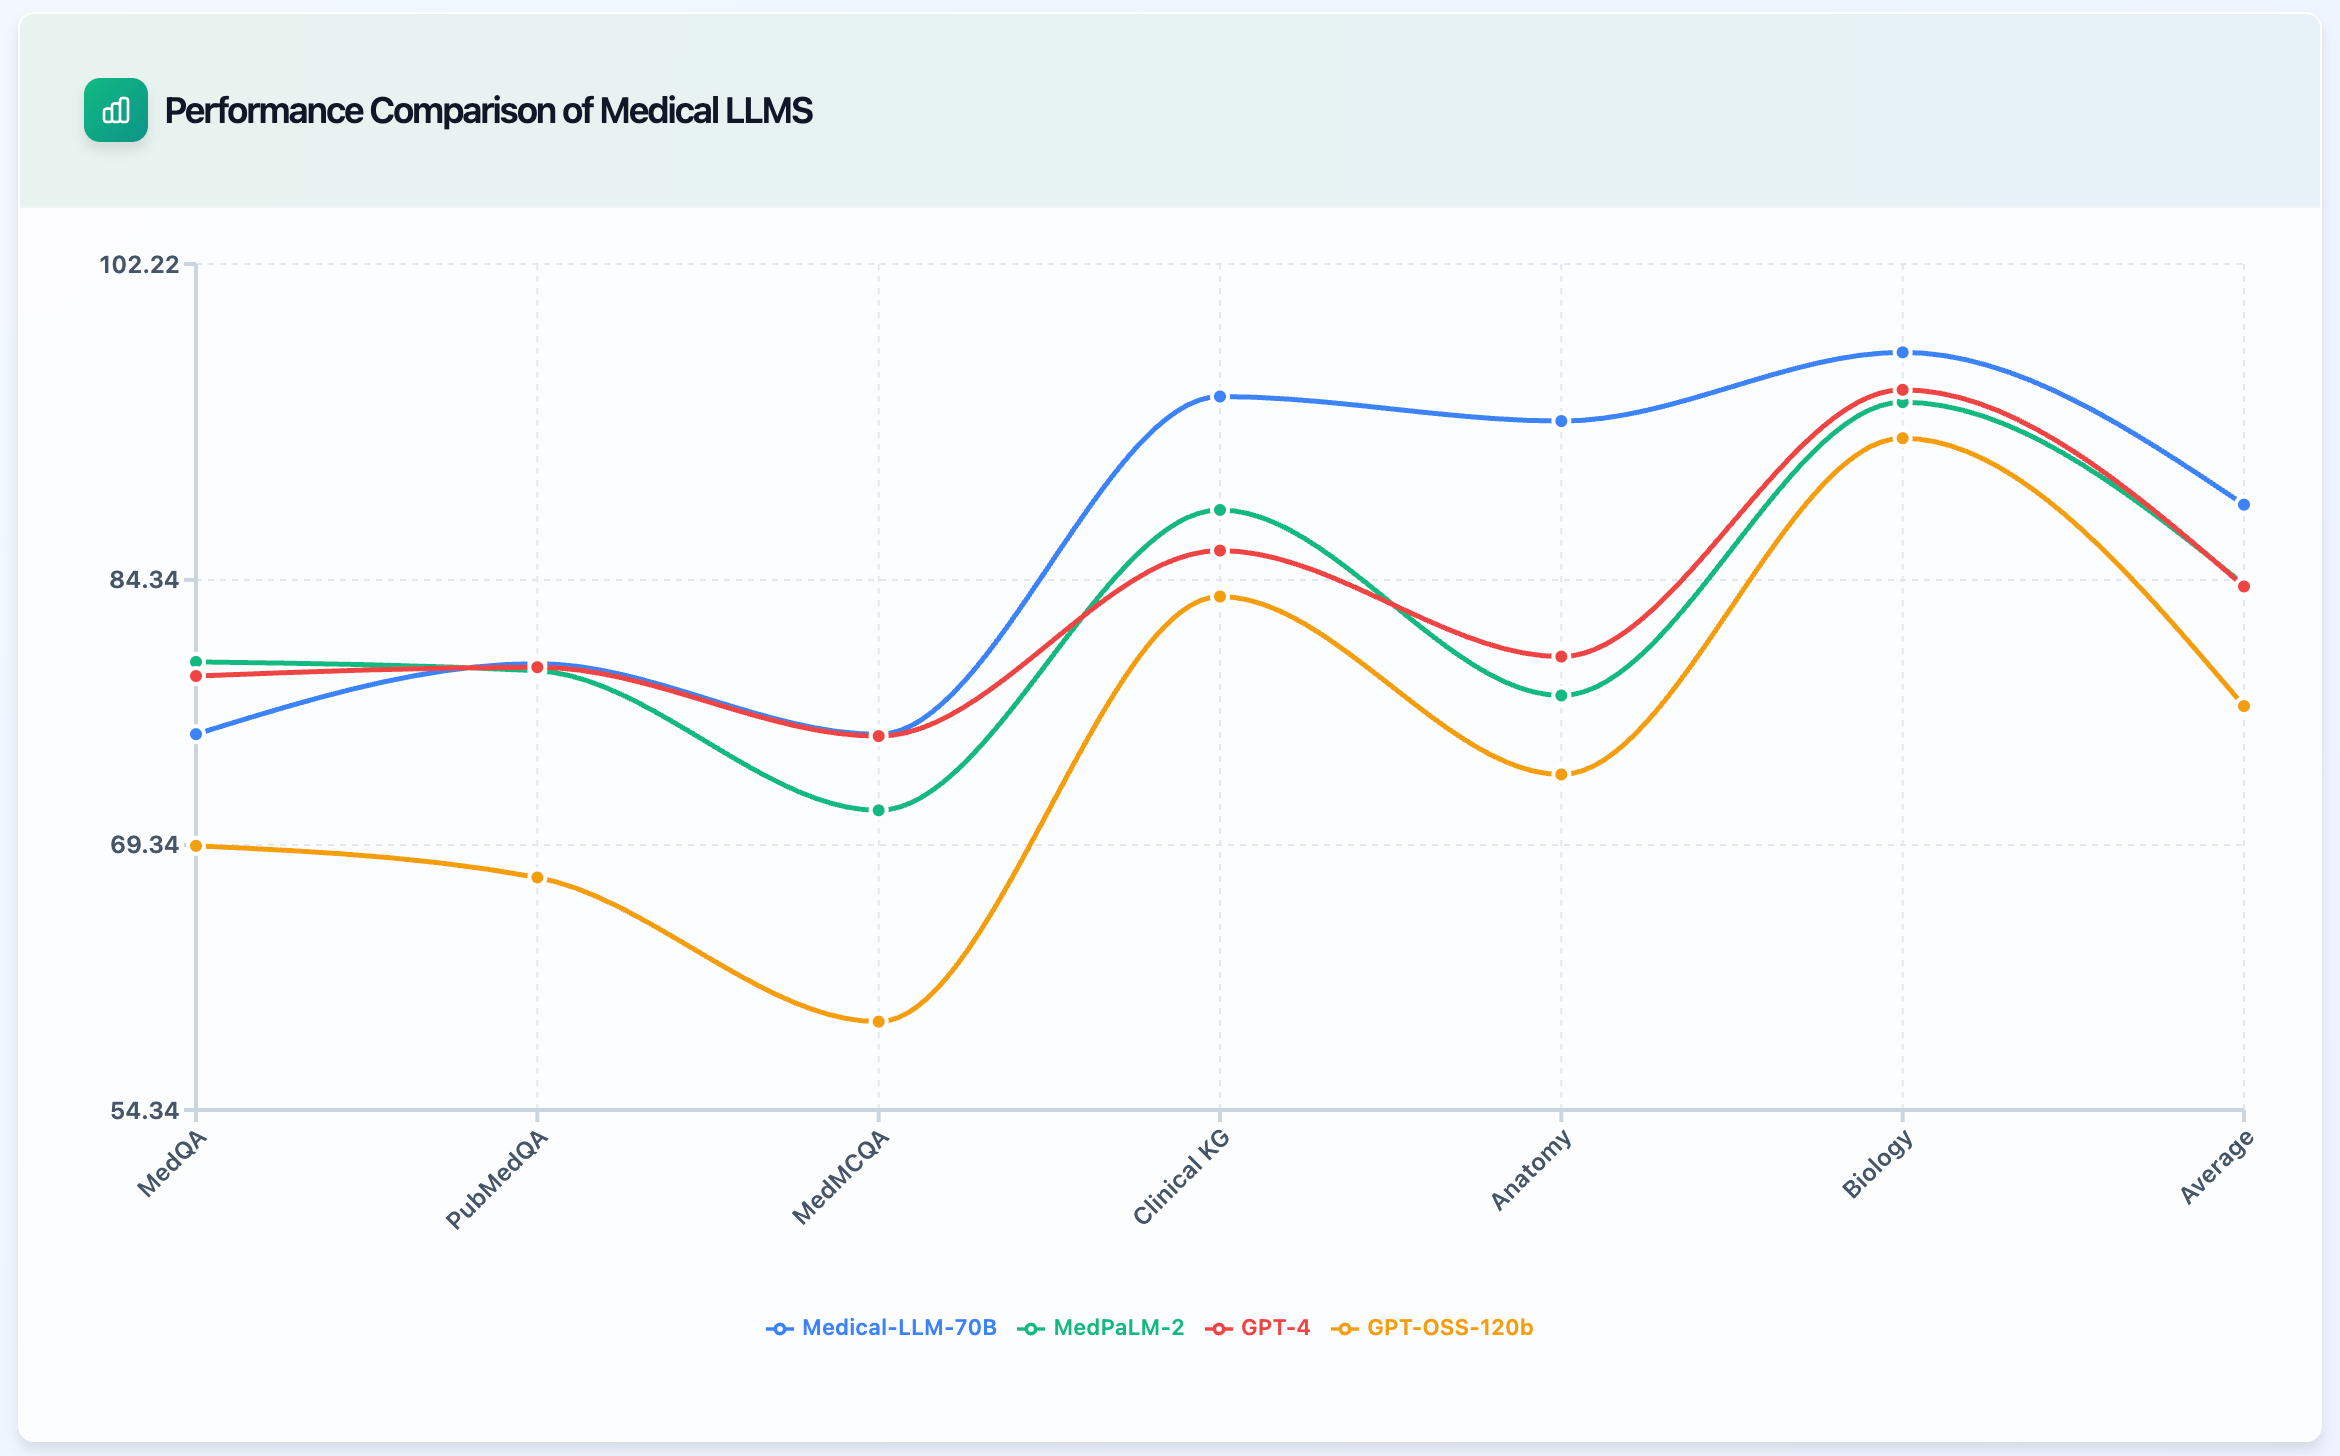 Performance Comparison of Medical LLMS
102.22
84.34
69.34
54.34
MedQA
PubMedQA
MedMCQA
Clinical KG
Anatomy
Biology
Average
Medical-LLM-70B MedPaLM-2 GPT-4 GPT-OSS-120b